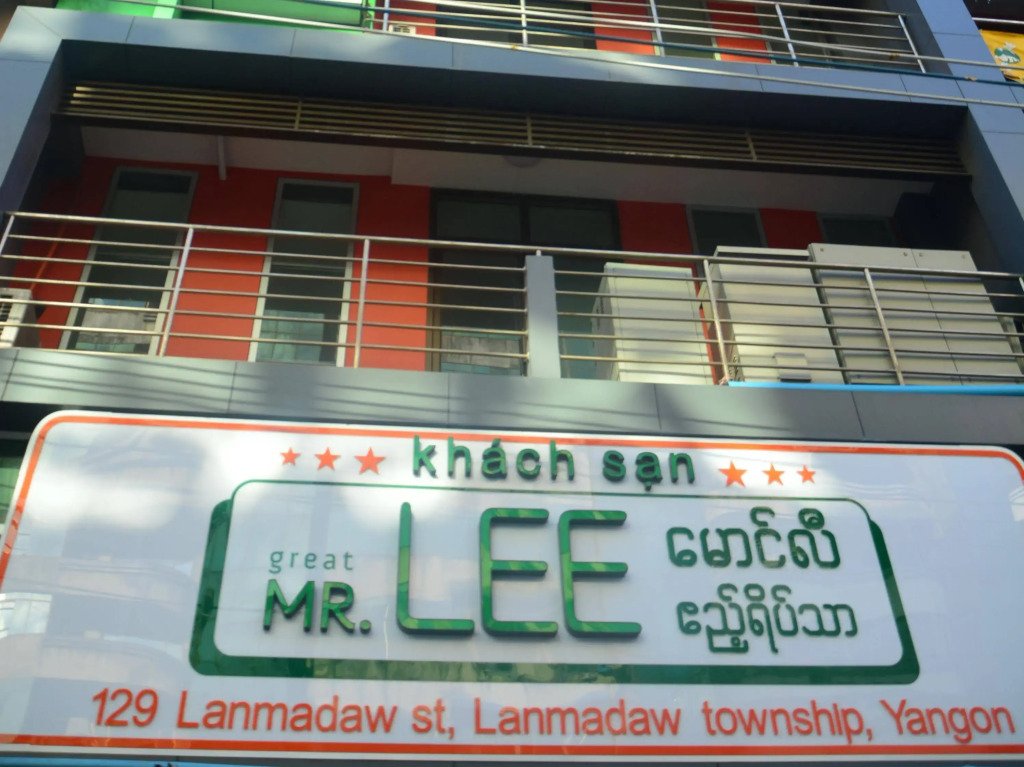 khách sạn
great
MR. LEE
မောင်လီ
ဧည့်ရိပ်သာ
129 Lanmadaw st, Lanmadaw township, Yangon